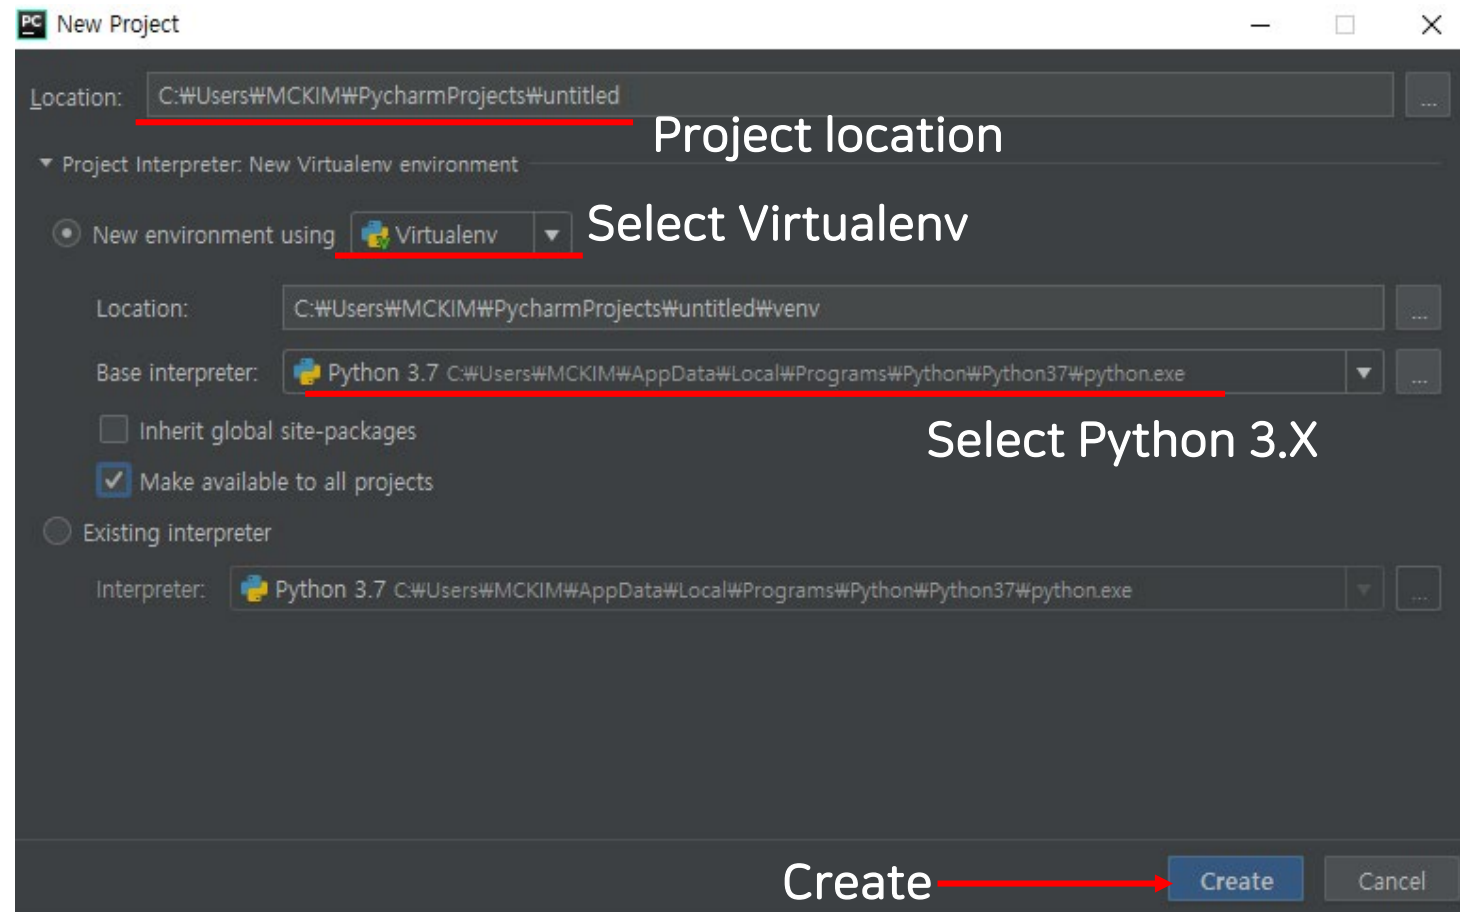 PC New Project
Location: C:₩Users₩MCKIM₩PycharmProjects₩untitled ...
Project location
Project Interpreter: New Virtualenv environment
New environment using Virtualenv
Select Virtualenv
Location: C:₩Users₩MCKIM₩PycharmProjects₩untitled₩venv ...
Base interpreter: Python 3.7 C:₩Users₩MCKIM₩AppData₩Local₩Programs₩Python₩Python37₩python.exe ...
Select Python 3.X
Inherit global site-packages
Make available to all projects
Existing interpreter
Interpreter: Python 3.7 C:₩Users₩MCKIM₩AppData₩Local₩Programs₩Python₩Python37₩python.exe ...
Create Create Cancel